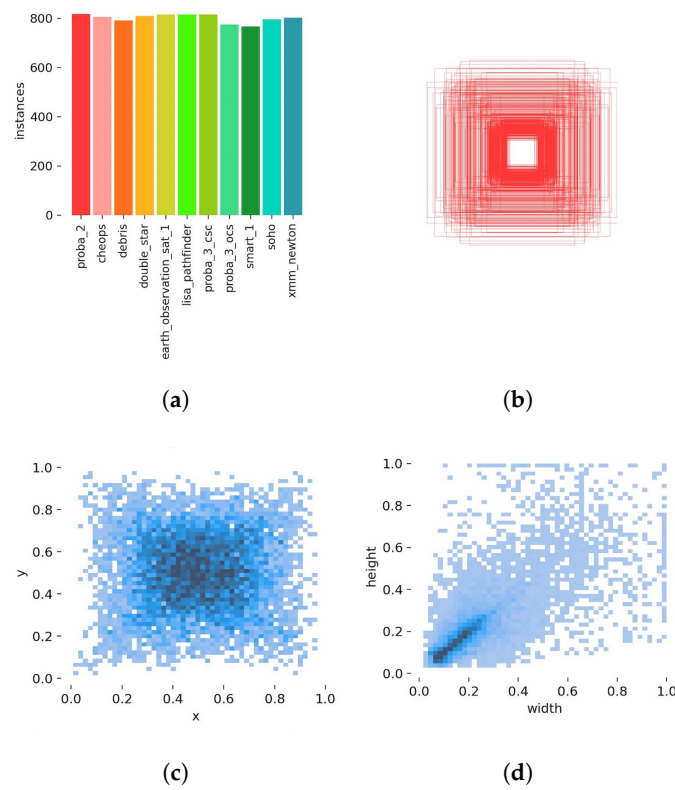 800
600
400
200
0
instances
proba_2
cheops
debris
double_star
earth_observation_sat_1
lisa_pathfinder
proba_3_csc
proba_3_ocs
smart_1
soho
xmm_newton
(a)
(b)
1.0
0.8
0.6
0.4
0.2
0.0
y
0.0 0.2 0.4 0.6 0.8 1.0
x
(c)
1.0
0.8
0.6
0.4
0.2
0.0
height
0.0 0.2 0.4 0.6 0.8 1.0
width
(d)